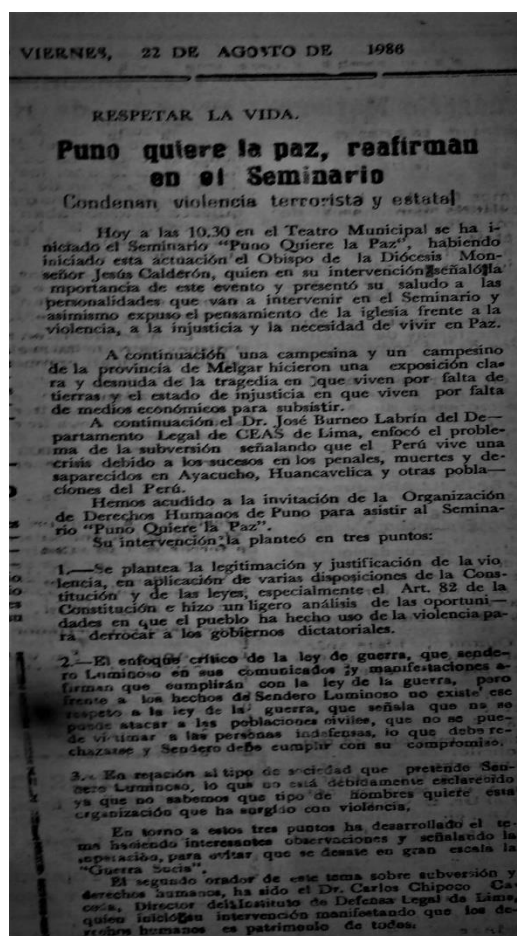 VIERNES, 22 DE AGOSTO DE 1986
RESPETAR LA VIDA.
Puno quiere la paz, reafirman
en el Seminario
Condenan violencia terrorista y estatal
Hoy a las 10.30 en el Teatro Municipal se ha i-
niciado el Seminario "Puno Quiere la Paz", habiendo
iniciado esta actuación el Obispo de la Diócesis Mon-
señor Jesús Calderón, quien en su intervención señaló la
mportancia de este evento y presentó su saludo a las
personalidades que van a intervenir en el Seminario y
asimismo expuso el pensamiento de la iglesia frente a la
violencia, a la injusticia y la necesidad de vivir en Paz.
A continuación una campesina y un campesino
de la provincia de Melgar hicieron una exposición cla-
ra y desnuda de la tragedia en que viven por falta de
tierras y el estado de injusticia en que viven por falta
de medios económicos para subsistir.
A continuación el Dr. José Burneo Labrín del De-
partamento Legal de CEAS de Lima, enfocó el proble-
ma de la subversión señalando que el Perú vive una
crisis debido a los sucesos en los penales, muertes y de-
saparecidos en Ayacucho, Huancavelica y otras pobla-
ciones del Perú.
Hemos acudido a la invitación de la Organización
de Derechos Humanos de Puno para asistir al Semina-
rio "Puno Quiere la Paz".
Su intervención la planteó en tres puntos:
1.—Se plantea la legitimación y justificación de la vio
lencia, en aplicación de varias disposiciones de la Cons-
titución y de las leyes, especialmente el Art. 82 de la
Constitución e hizo un ligero análisis de las oportuni-
dades en que el pueblo ha hecho uso de la violencia pa-
ra derrocar a los gobiernos dictatoriales.
2.—El enfoque crítico de la ley de guerra, que sende-
ro Luminoso en sus comunicados y manifestaciones a-
firman que cumplirán con la ley de la guerra, pero
frente a los hechos de Sendero Luminoso no existe ese
respeto a la ley de la guerra, que señala que no se
puede atacar a las poblaciones civiles, que no se pue-
de victimar a las personas indefensas, lo que debe re-
chazarse y Sendero debe cumplir con su compromiso.
3.- En relación al tipo de sociedad que pretende Sen-
dero Luminoso, lo que no está debidamente esclarecido
ya que no sabemos que tipo de hombres quiere esta
organización que ha surgido con violencia.
En torno a estos tres puntos ha desarrollado el te-
ma haciendo interesantes observaciones y señalando la
para evitar que se desate en gran escala la
"Guerra Sucia".
El segundo orador de este tema sobre subversión y
derechos humanos, ha sido el Dr. Carlos Chipoco Ca-
Director del Instituto de Defensa Legal de Lima,
quien inició su intervención manifestando que los de-
rechos humanos es patrimonio de todos.